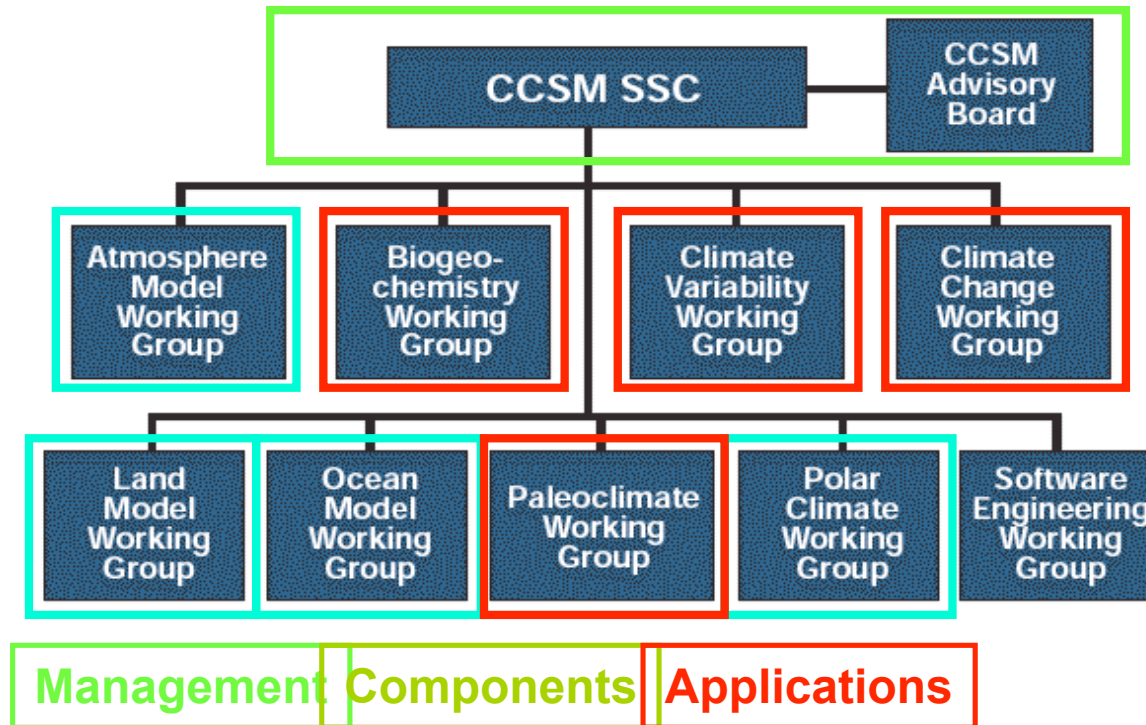 CCSM SSC
CCSM
Advisory
Board
Atmosphere
Model
Working
Group
Biogeo-
chemistry
Working
Group
Climate
Variability
Working
Group
Climate
Change
Working
Group
Land
Model
Working
Group
Ocean
Model
Working
Group
Paleoclimate
Working
Group
Polar
Climate
Working
Group
Software
Engineering
Working
Group
Management Components Applications